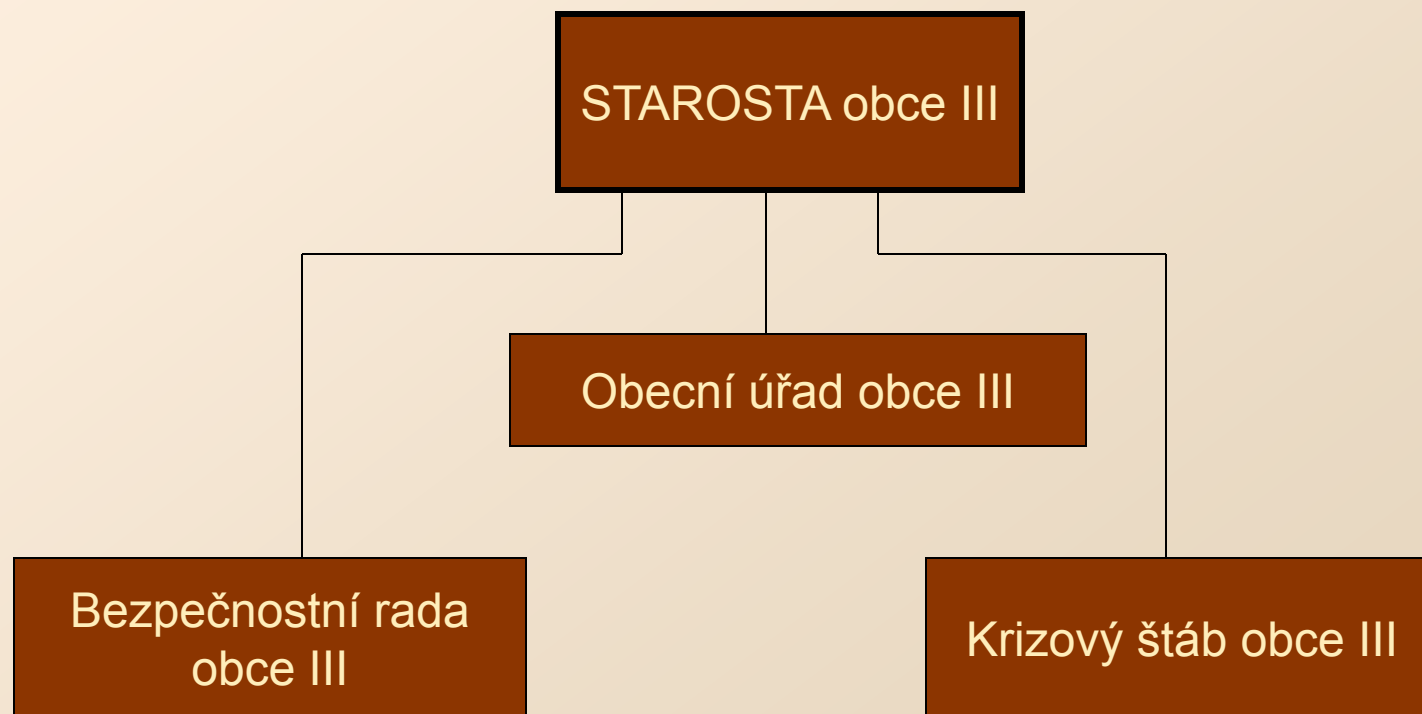 STAROSTA obce III
Obecní úřad obce III
Bezpečnostní rada
obce III
Krizový štáb obce III